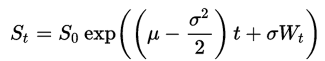 $S_t = S_0 \exp\left(\left(\mu - \frac{\sigma^2}{2}\right)t + \sigma W_t\right)$